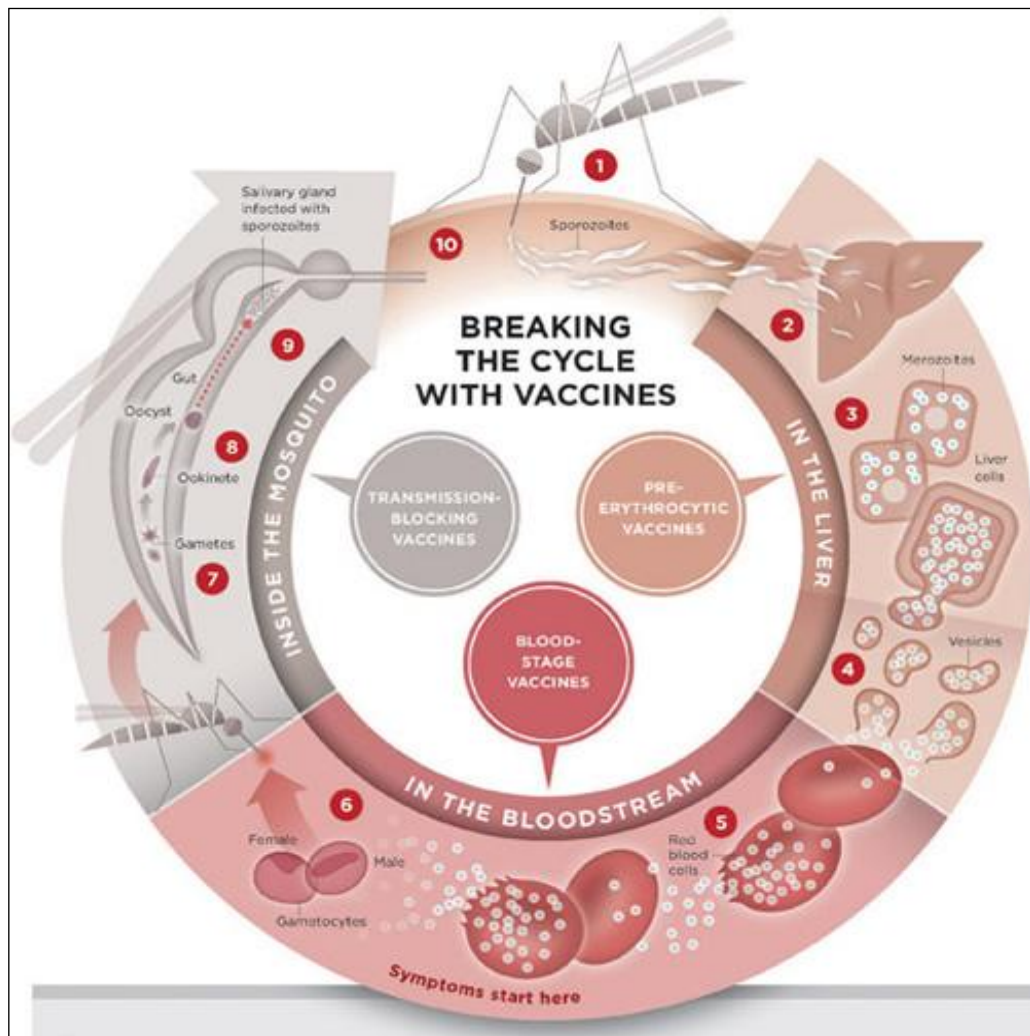 1
Salivary gland
infected with
sporozoites
10
Sporozoites
BREAKING
THE CYCLE
WITH VACCINES
2
Merozoites
9
Gut
3
Oocyst
8
Liver
cells
Ookinete
INSIDE THE MOSQUITO
TRANSMISSION-
BLOCKING
VACCINES
PRE-
ERYTHROCYTIC
VACCINES
IN THE LIVER
Gametes
7
BLOOD-
STAGE
VACCINES
Vesicles
4
IN THE BLOODSTREAM
6
5
Female
Male
Red
blood
cells
Gametocytes
Symptoms start here